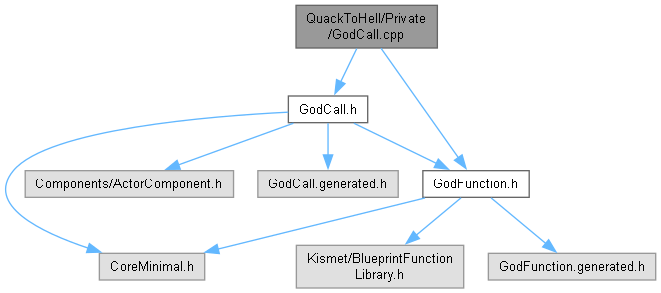 QuackToHell/Private
/GodCall.cpp
GodCall.h
Components/ActorComponent.h
GodCall.generated.h
GodFunction.h
CoreMinimal.h
Kismet/BlueprintFunction
Library.h
GodFunction.generated.h